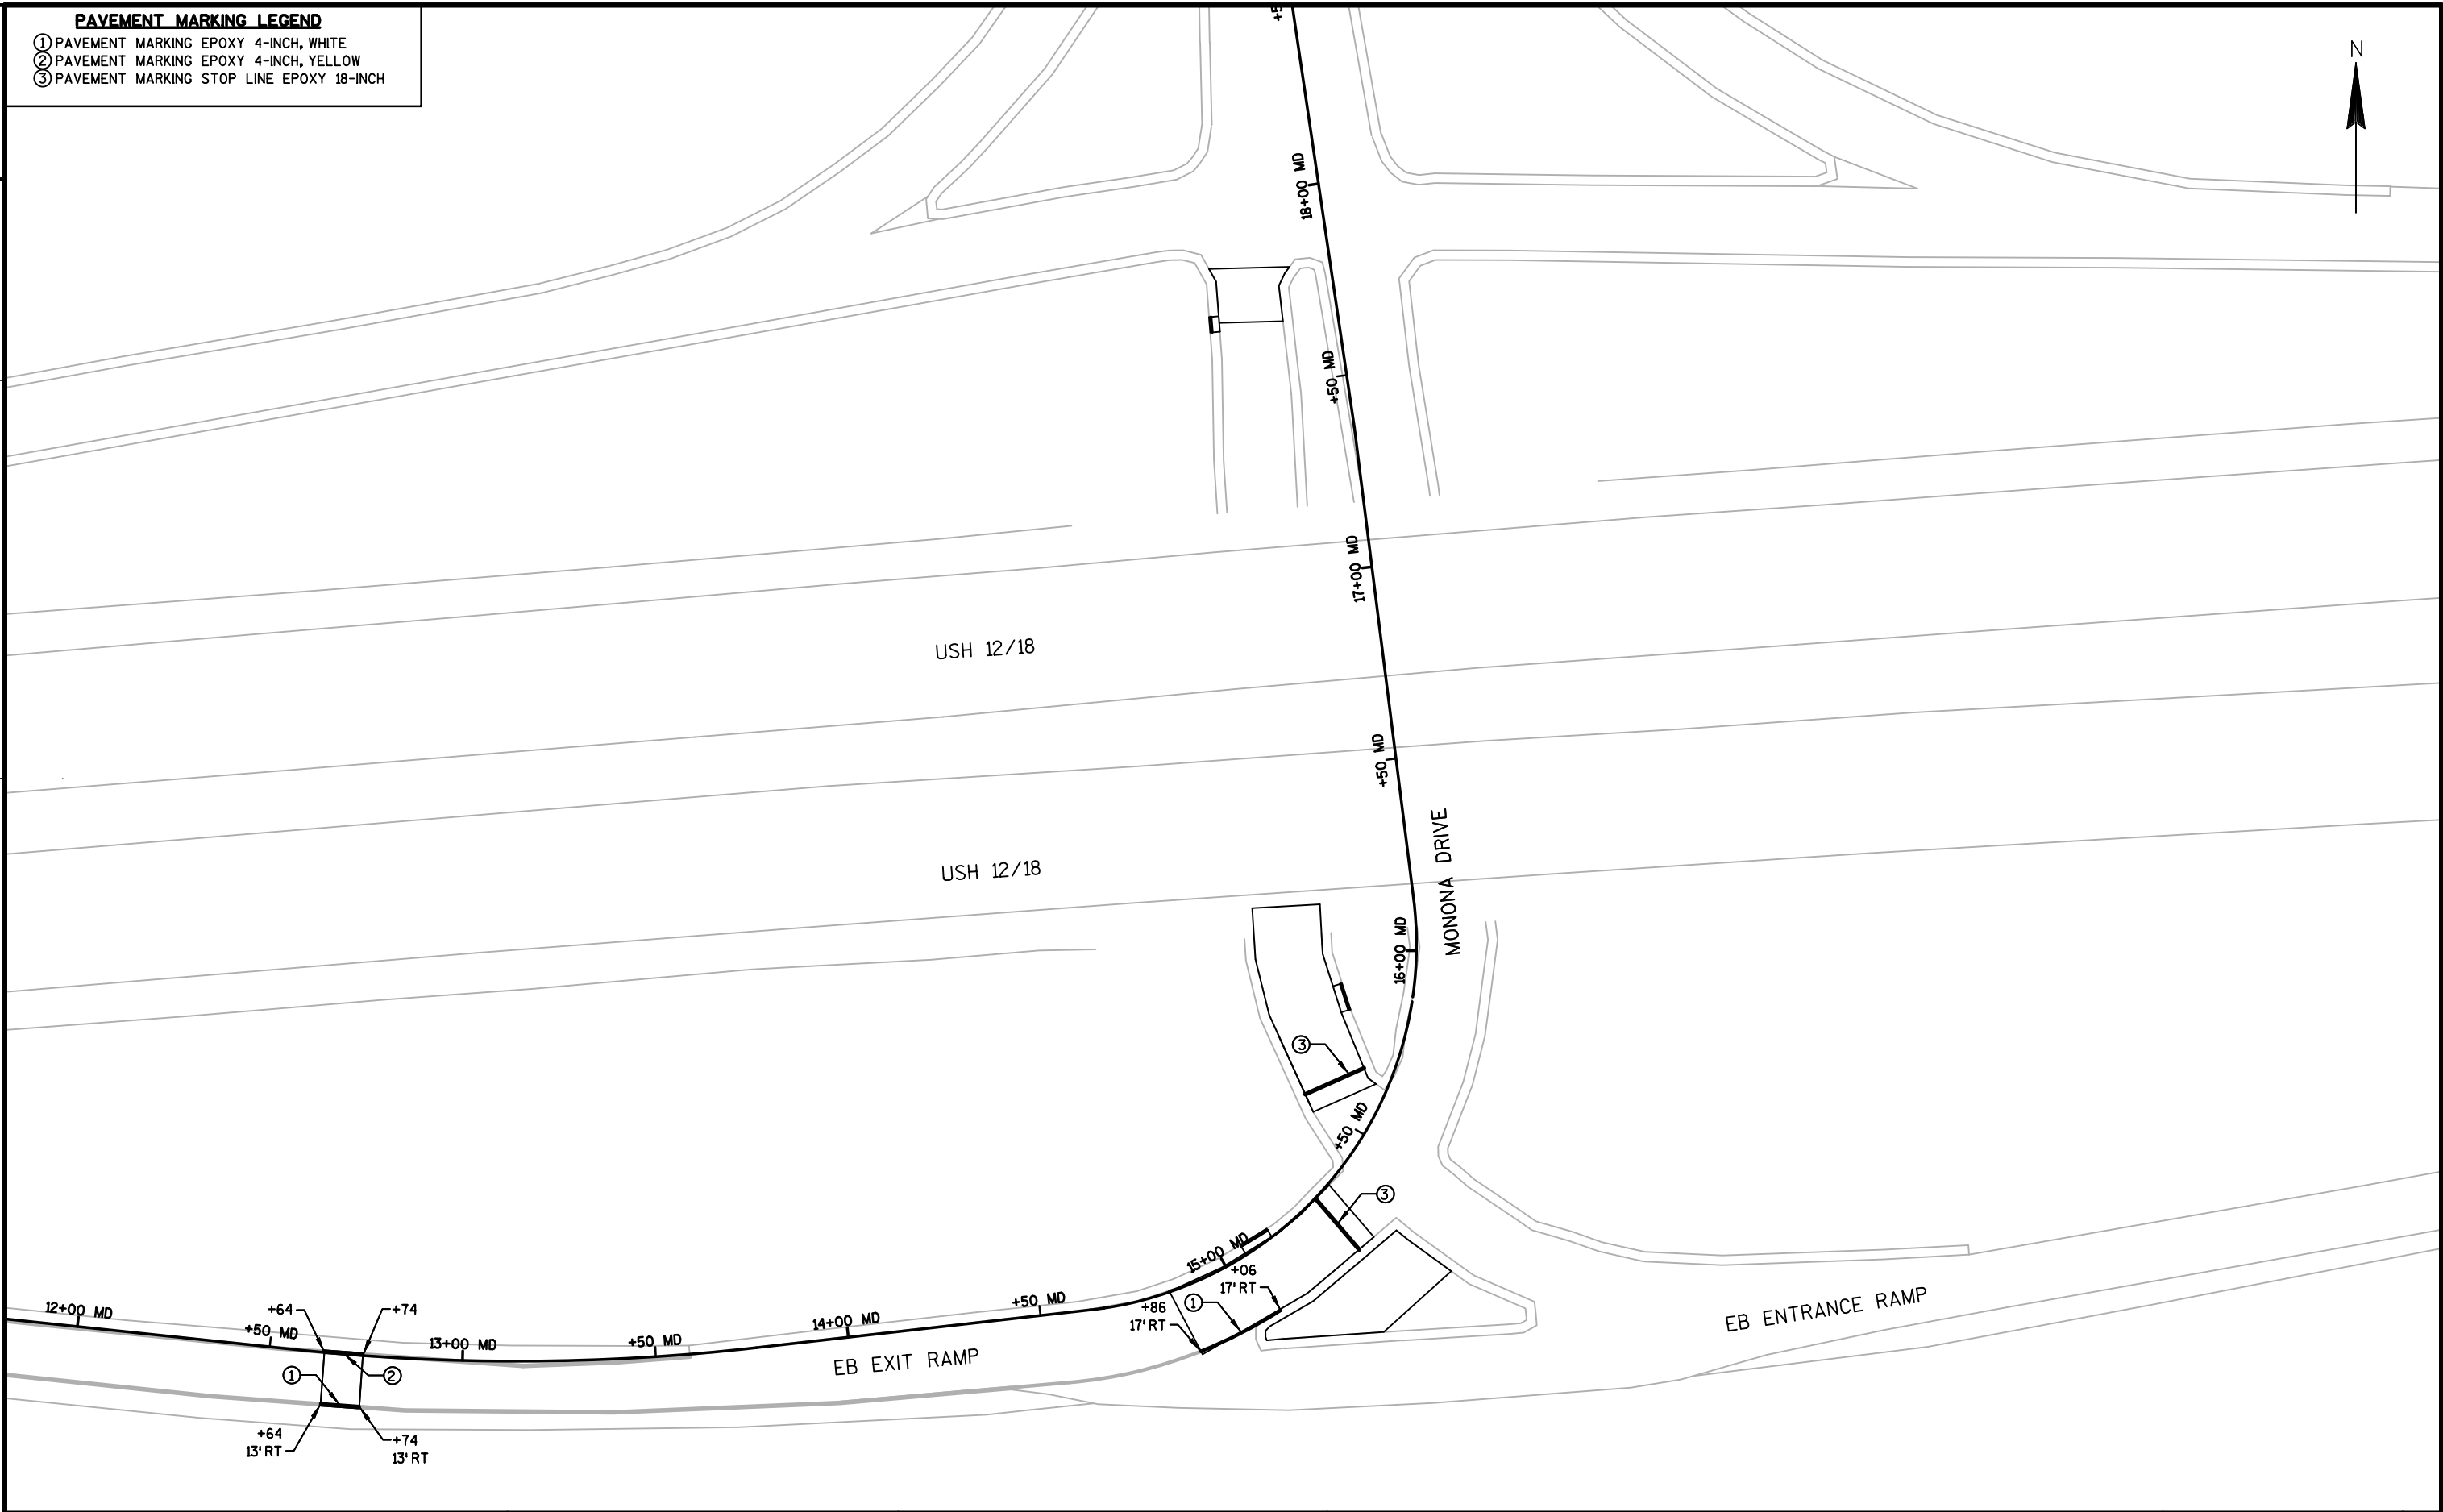 PAVEMENT MARKING LEGEND
① PAVEMENT MARKING EPOXY 4-INCH, WHITE
② PAVEMENT MARKING EPOXY 4-INCH, YELLOW
③ PAVEMENT MARKING STOP LINE EPOXY 18-INCH
N
18+00 MD
+50 MD
17+00 MD
USH 12/18
+50 MD
MONONA DRIVE
USH 12/18
16+00 MD
③
+50 MD
③
15+00 MD
+06
17' RT
①
+86
17' RT
12+00 MD
+64
+74
+50 MD
13+00 MD
+50 MD
14+00 MD
+50 MD
EB EXIT RAMP
EB ENTRANCE RAMP
①
②
+64
13' RT
+74
13' RT